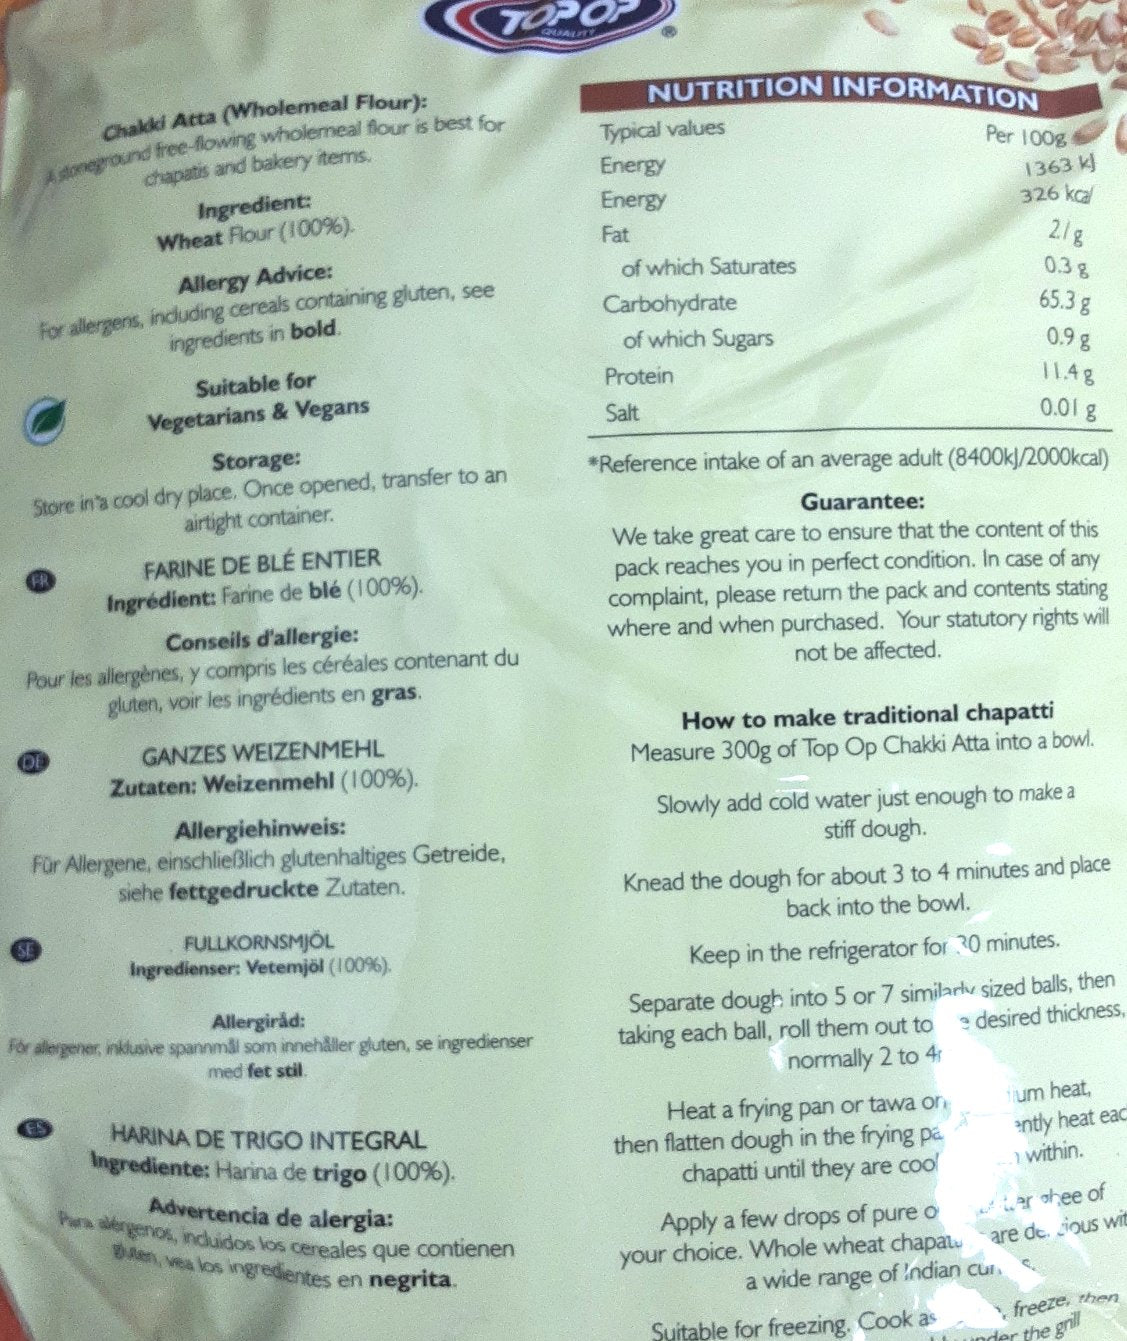 TOPOP
QUALITY
®
Chakki Atta (Wholemeal Flour):
A stoneground free-flowing wholemeal flour is best for
chapatis and bakery items.
Ingredient:
Wheat Flour (100%).
Allergy Advice:
For allergens, including cereals containing gluten, see
ingredients in bold.
Suitable for
Vegetarians & Vegans
Storage:
Store in a cool dry place. Once opened, transfer to an
airtight container.
FR
FARINE DE BLÉ ENTIER
Ingrédient: Farine de blé (100%).
Conseils d'allergie:
Pour les allergènes, y compris les céréales contenant du
gluten, voir les ingrédients en gras.
DE
GANZES WEIZENMEHL
Zutaten: Weizenmehl (100%).
Allergiehinweis:
Für Allergene, einschließlich glutenhaltiges Getreide,
siehe fettgedruckte Zutaten.
SE
FULLKORNSMJÖL
Ingredienser: Vetemjöl (100%).
Allergiråd:
För allergener, inklusive spannmål som innehåller gluten, se ingredienser
med fet stil.
ES
HARINA DE TRIGO INTEGRAL
Ingrediente: Harina de trigo (100%).
Advertencia de alergia:
Para alérgenos, incluidos los cereales que contienen
gluten, vea los ingredientes en negrita.
NUTRITION INFORMATION
Typical values Per 100g
Energy 1363 kJ
Energy 326 kcal
Fat 2.1g
of which Saturates 0.3 g
Carbohydrate 65.3 g
of which Sugars 0.9 g
Protein 11.4 g
Salt 0.01 g
*Reference intake of an average adult (8400kJ/2000kcal)
Guarantee:
We take great care to ensure that the content of this
pack reaches you in perfect condition. In case of any
complaint, please return the pack and contents stating
where and when purchased. Your statutory rights will
not be affected.
How to make traditional chapatti
Measure 300g of Top Op Chakki Atta into a bowl.
Slowly add cold water just enough to make a
stiff dough.
Knead the dough for about 3 to 4 minutes and place
back into the bowl.
Keep in the refrigerator for 30 minutes.
Separate dough into 5 or 7 similarly sized balls, then
taking each ball, roll them out to desired thickness,
normally 2 to
Heat a frying pan or tawa on heat,
then flatten dough in the frying heat
chapatti until they are within.
Apply a few drops of pure ghee of
your choice. Whole wheat are delicious
a wide range of Indian
Suitable for freezing. Cook as freeze, then
under the grill